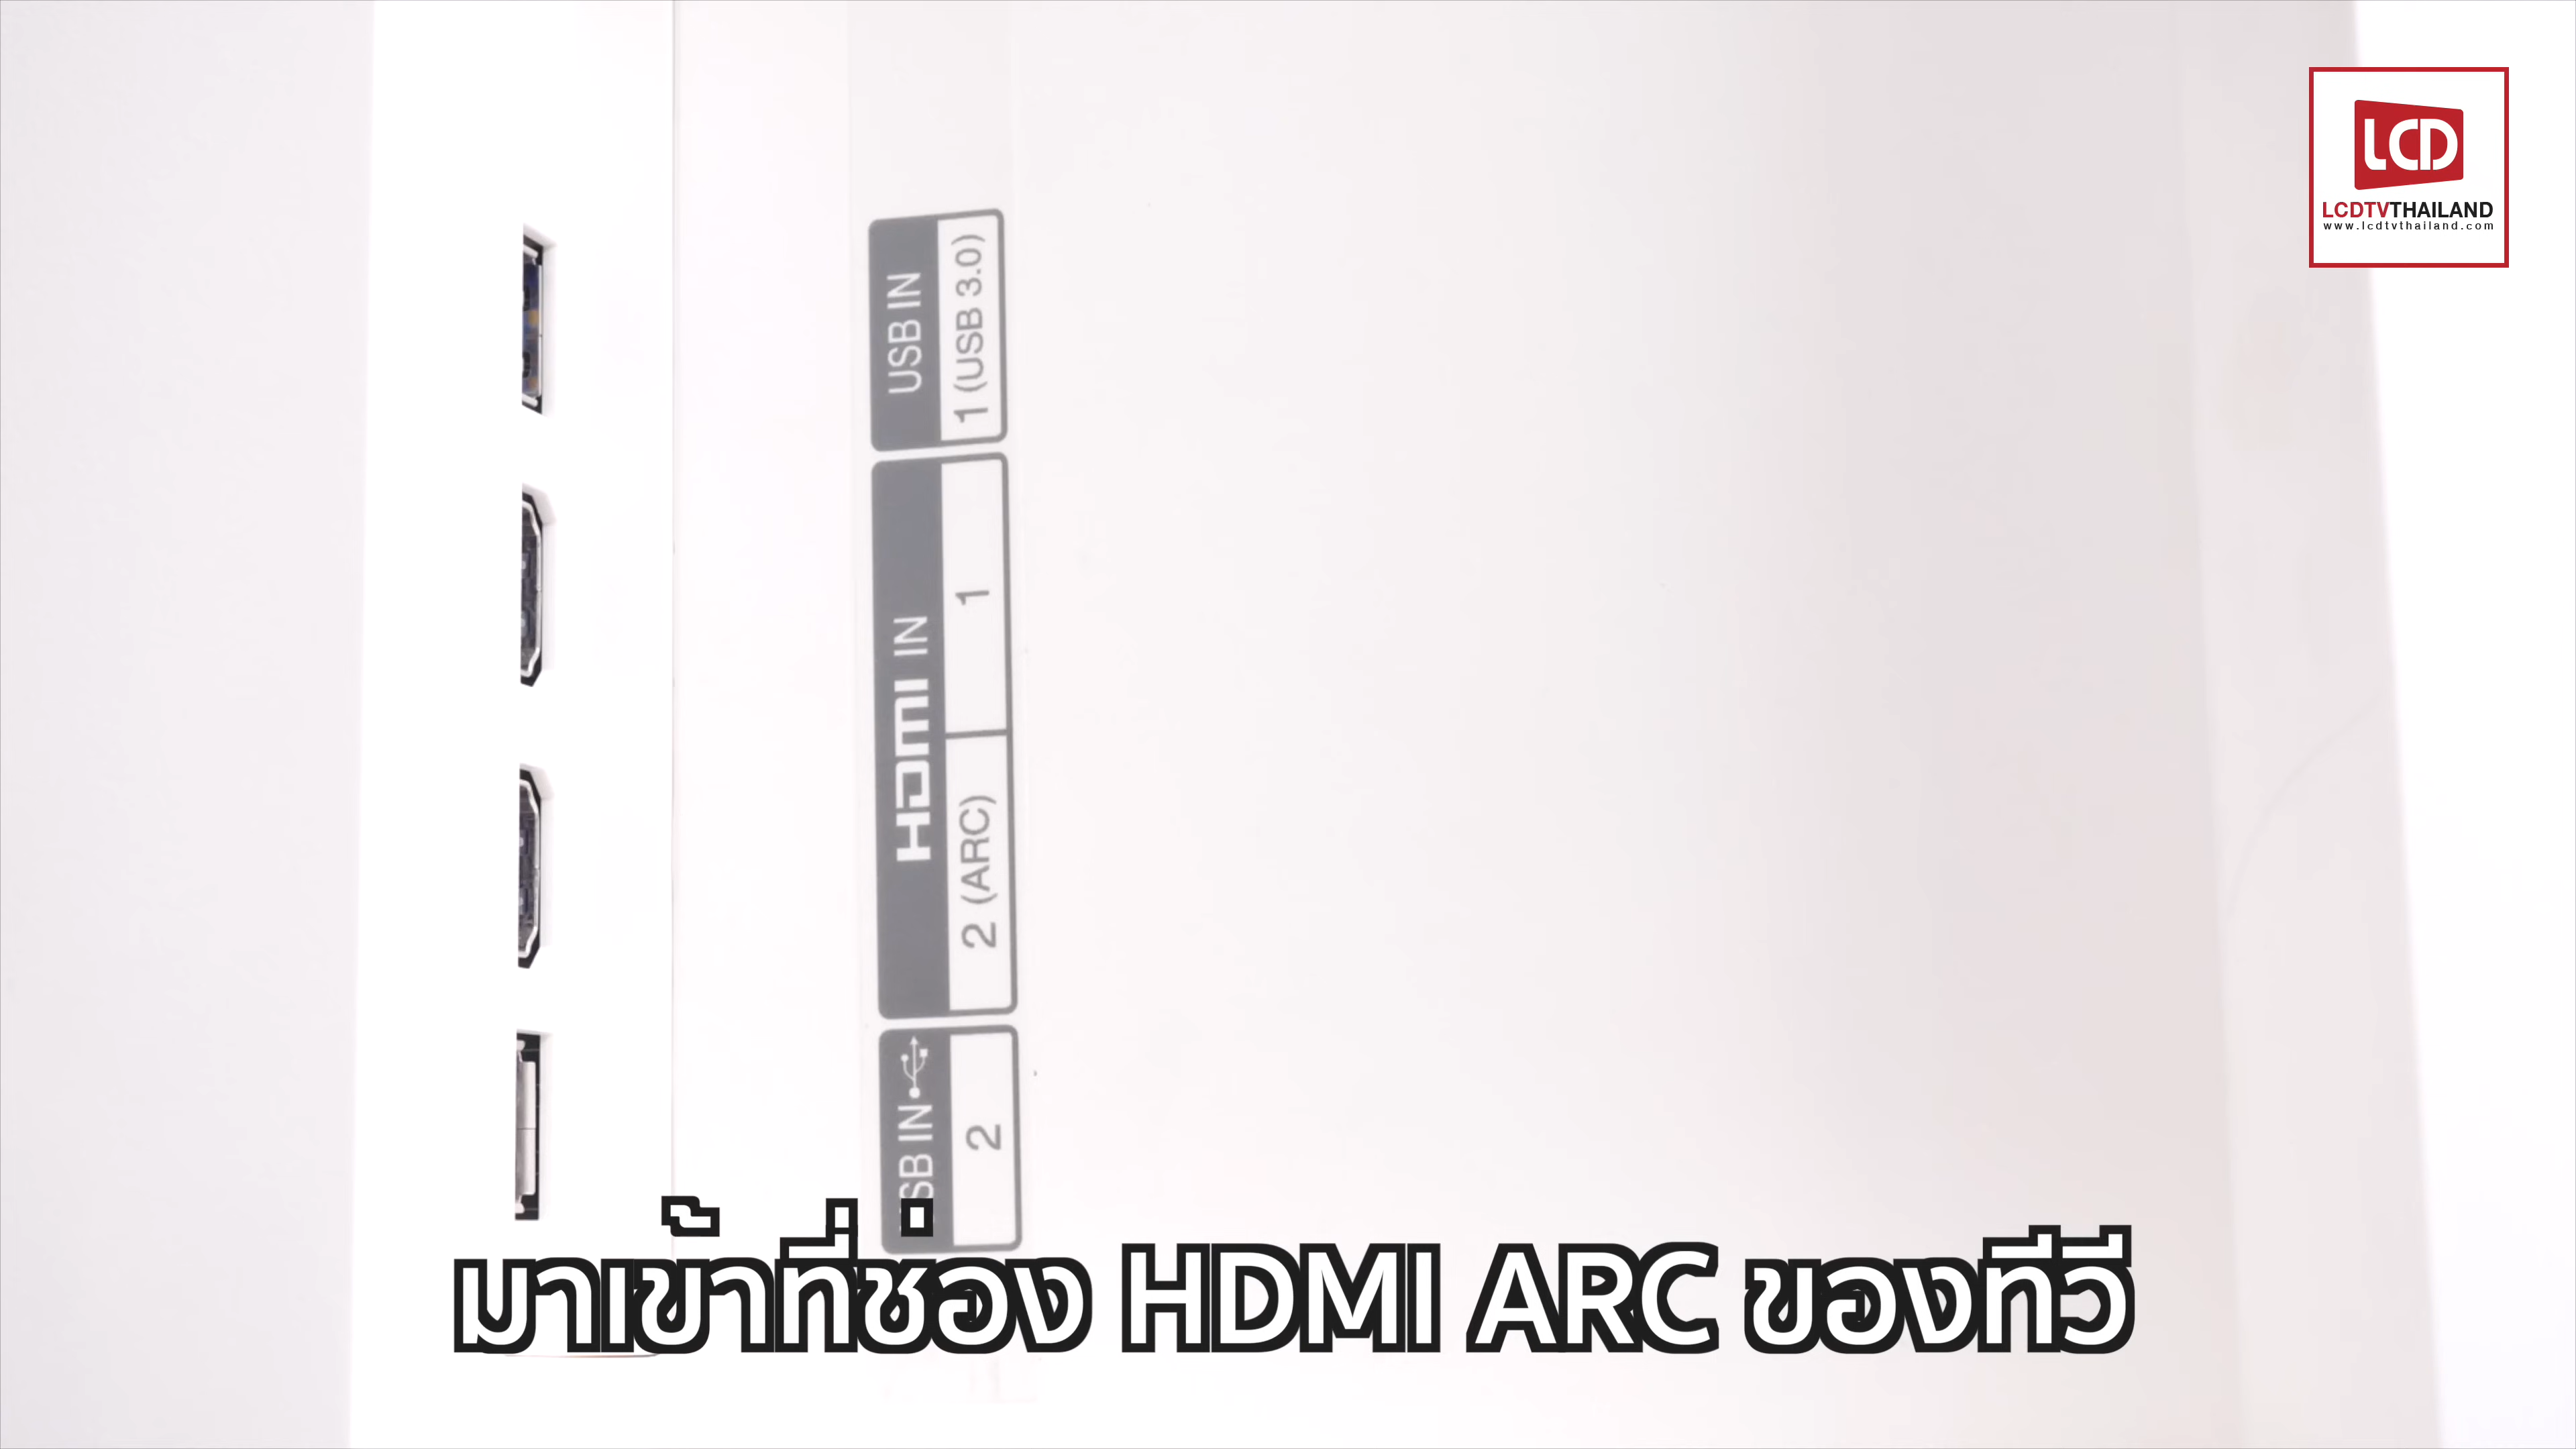 LCD
LCDTVTHAILAND
www.lcdtvthailand.com
USB IN
1 (USB 3.0)
HDMI IN
1
2 (ARC)
USB IN
2
มาเข้าที่ช่อง HDMI ARC ของทีวี